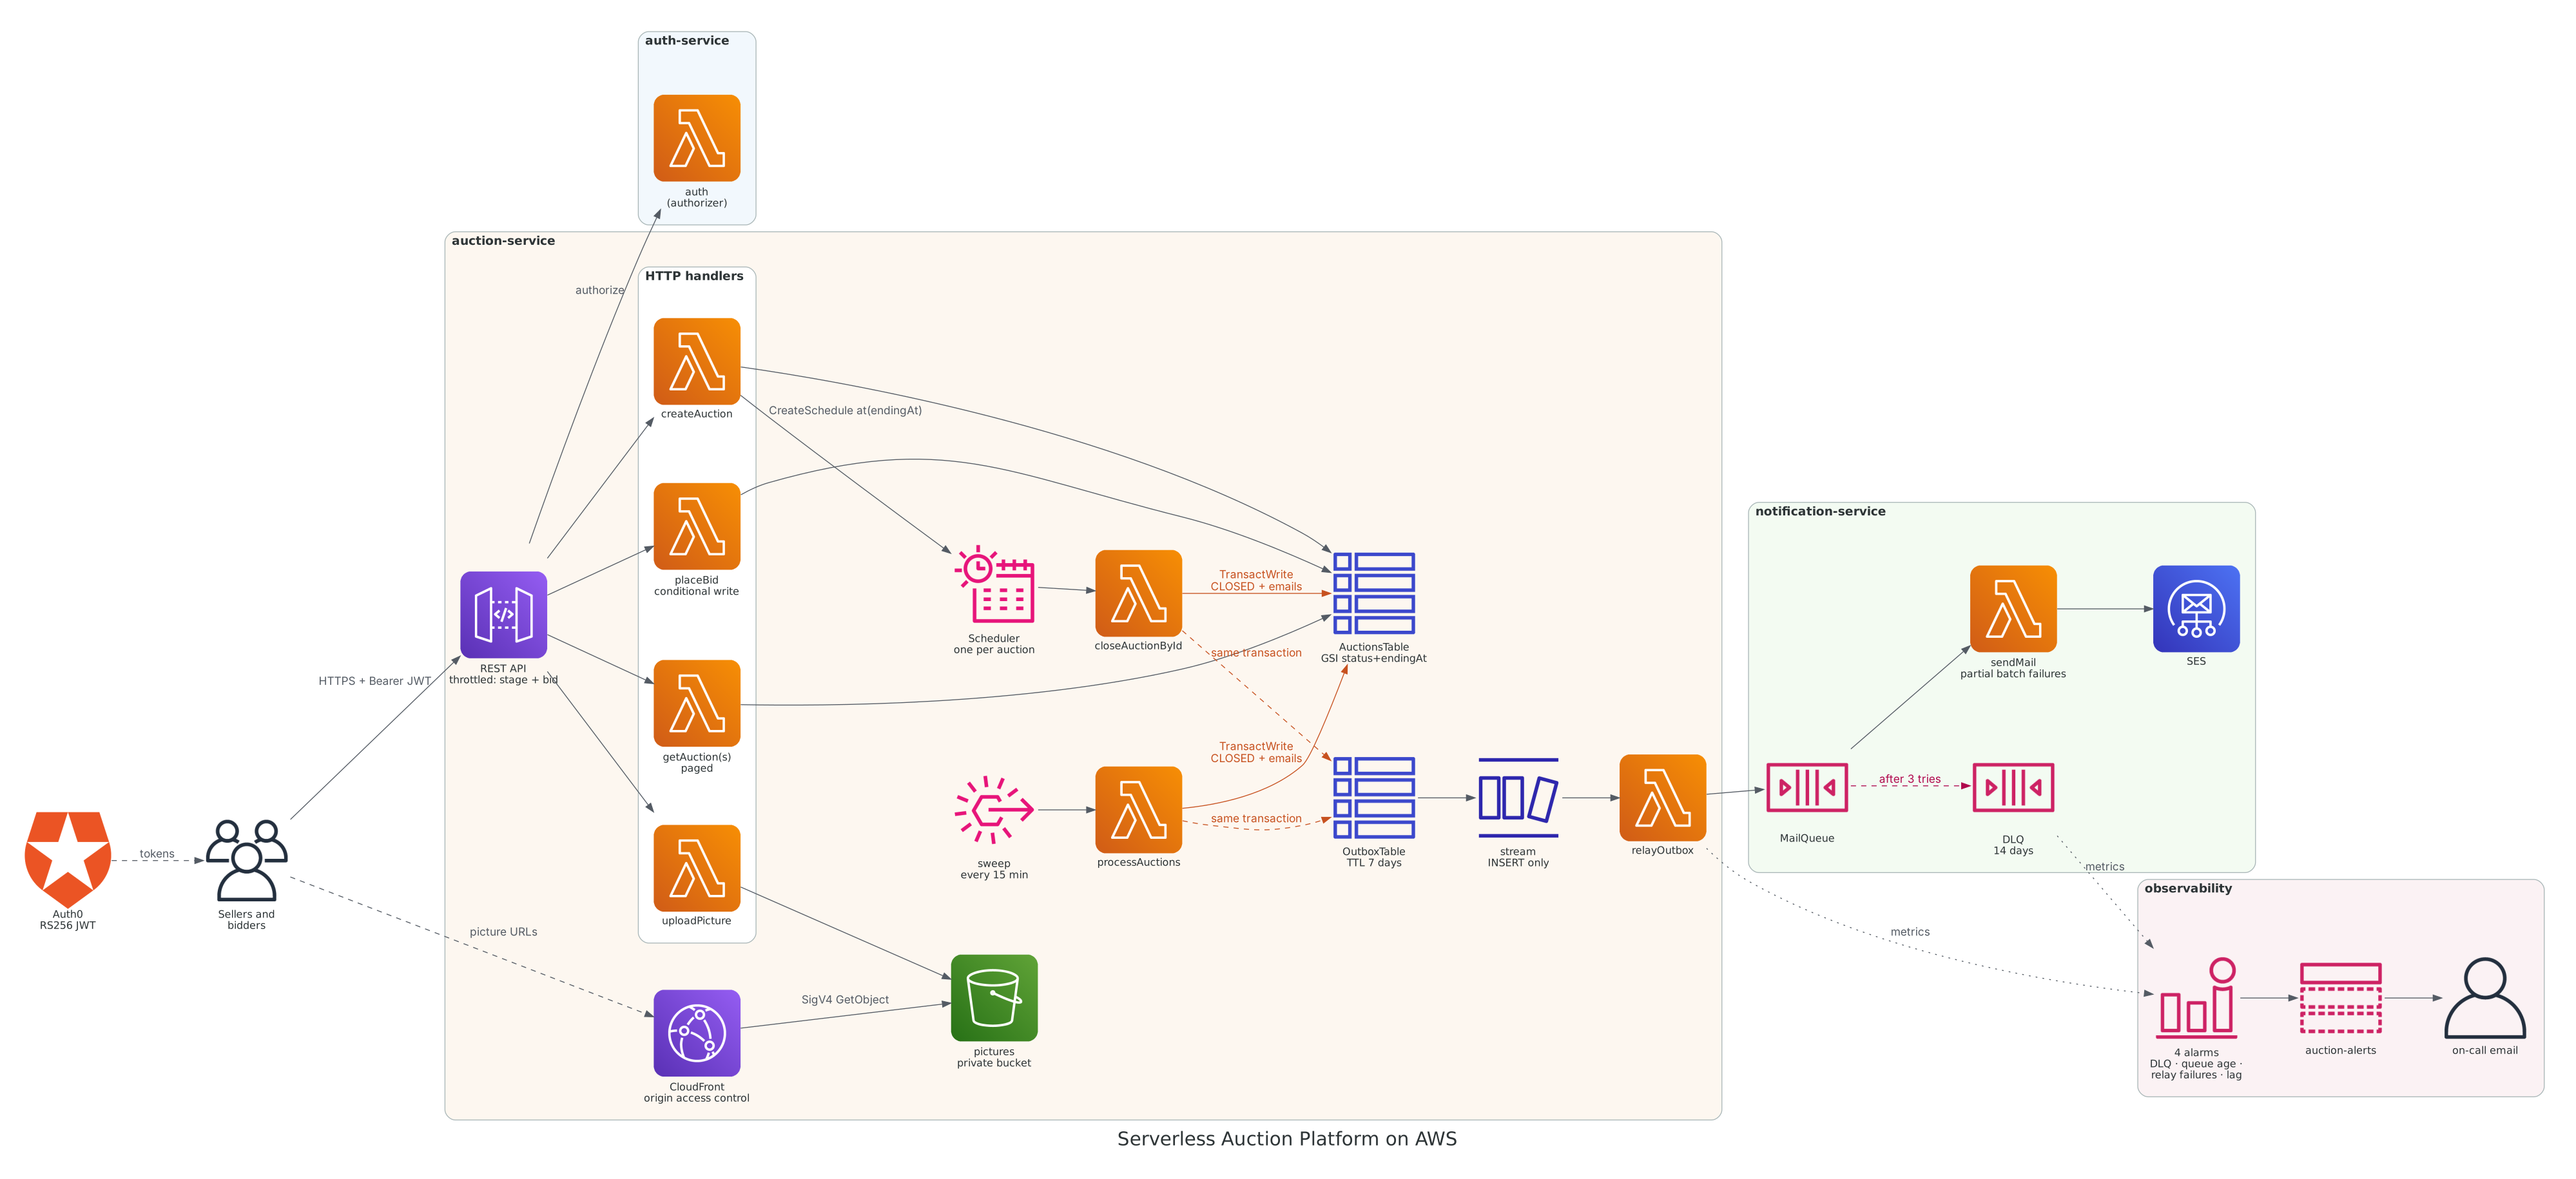 auth-service
auth
(authorizer)
auction-service
HTTP handlers
authorize
createAuction
CreateSchedule at(endingAt)
placeBid
conditional write
REST API
throttled: stage + bid
HTTPS + Bearer JWT
getAuction(s)
paged
uploadPicture
Scheduler
one per auction
closeAuctionById
TransactWrite
CLOSED + emails
same transaction
AuctionsTable
GSI status+endingAt
sweep
every 15 min
processAuctions
TransactWrite
CLOSED + emails
same transaction
OutboxTable
TTL 7 days
stream
INSERT only
relayOutbox
notification-service
sendMail
partial batch failures
SES
MailQueue
after 3 tries
DLQ
14 days
metrics
metrics
observability
4 alarms
DLQ · queue age ·
relay failures · lag
auction-alerts
on-call email
Auth0
RS256 JWT
tokens
Sellers and
bidders
picture URLs
CloudFront
origin access control
SigV4 GetObject
pictures
private bucket
Serverless Auction Platform on AWS